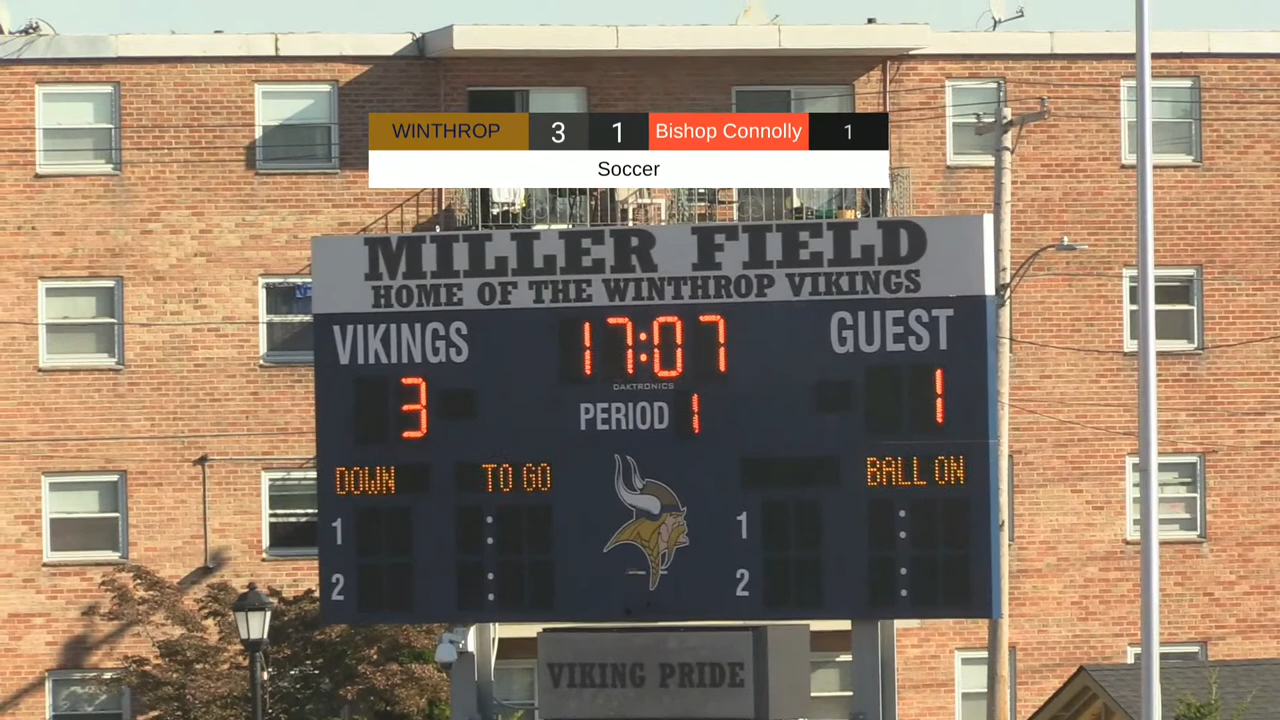 WINTHROP 3 1 Bishop Connolly 1
Soccer
MILLER FIELD
HOME OF THE WINTHROP VIKINGS
VIKINGS 17:07 GUEST
DAKTRONICS
3 PERIOD 1 1
DOWN TO GO BALL ON
1 : 1 :
2 : 2 :
VIKING PRIDE